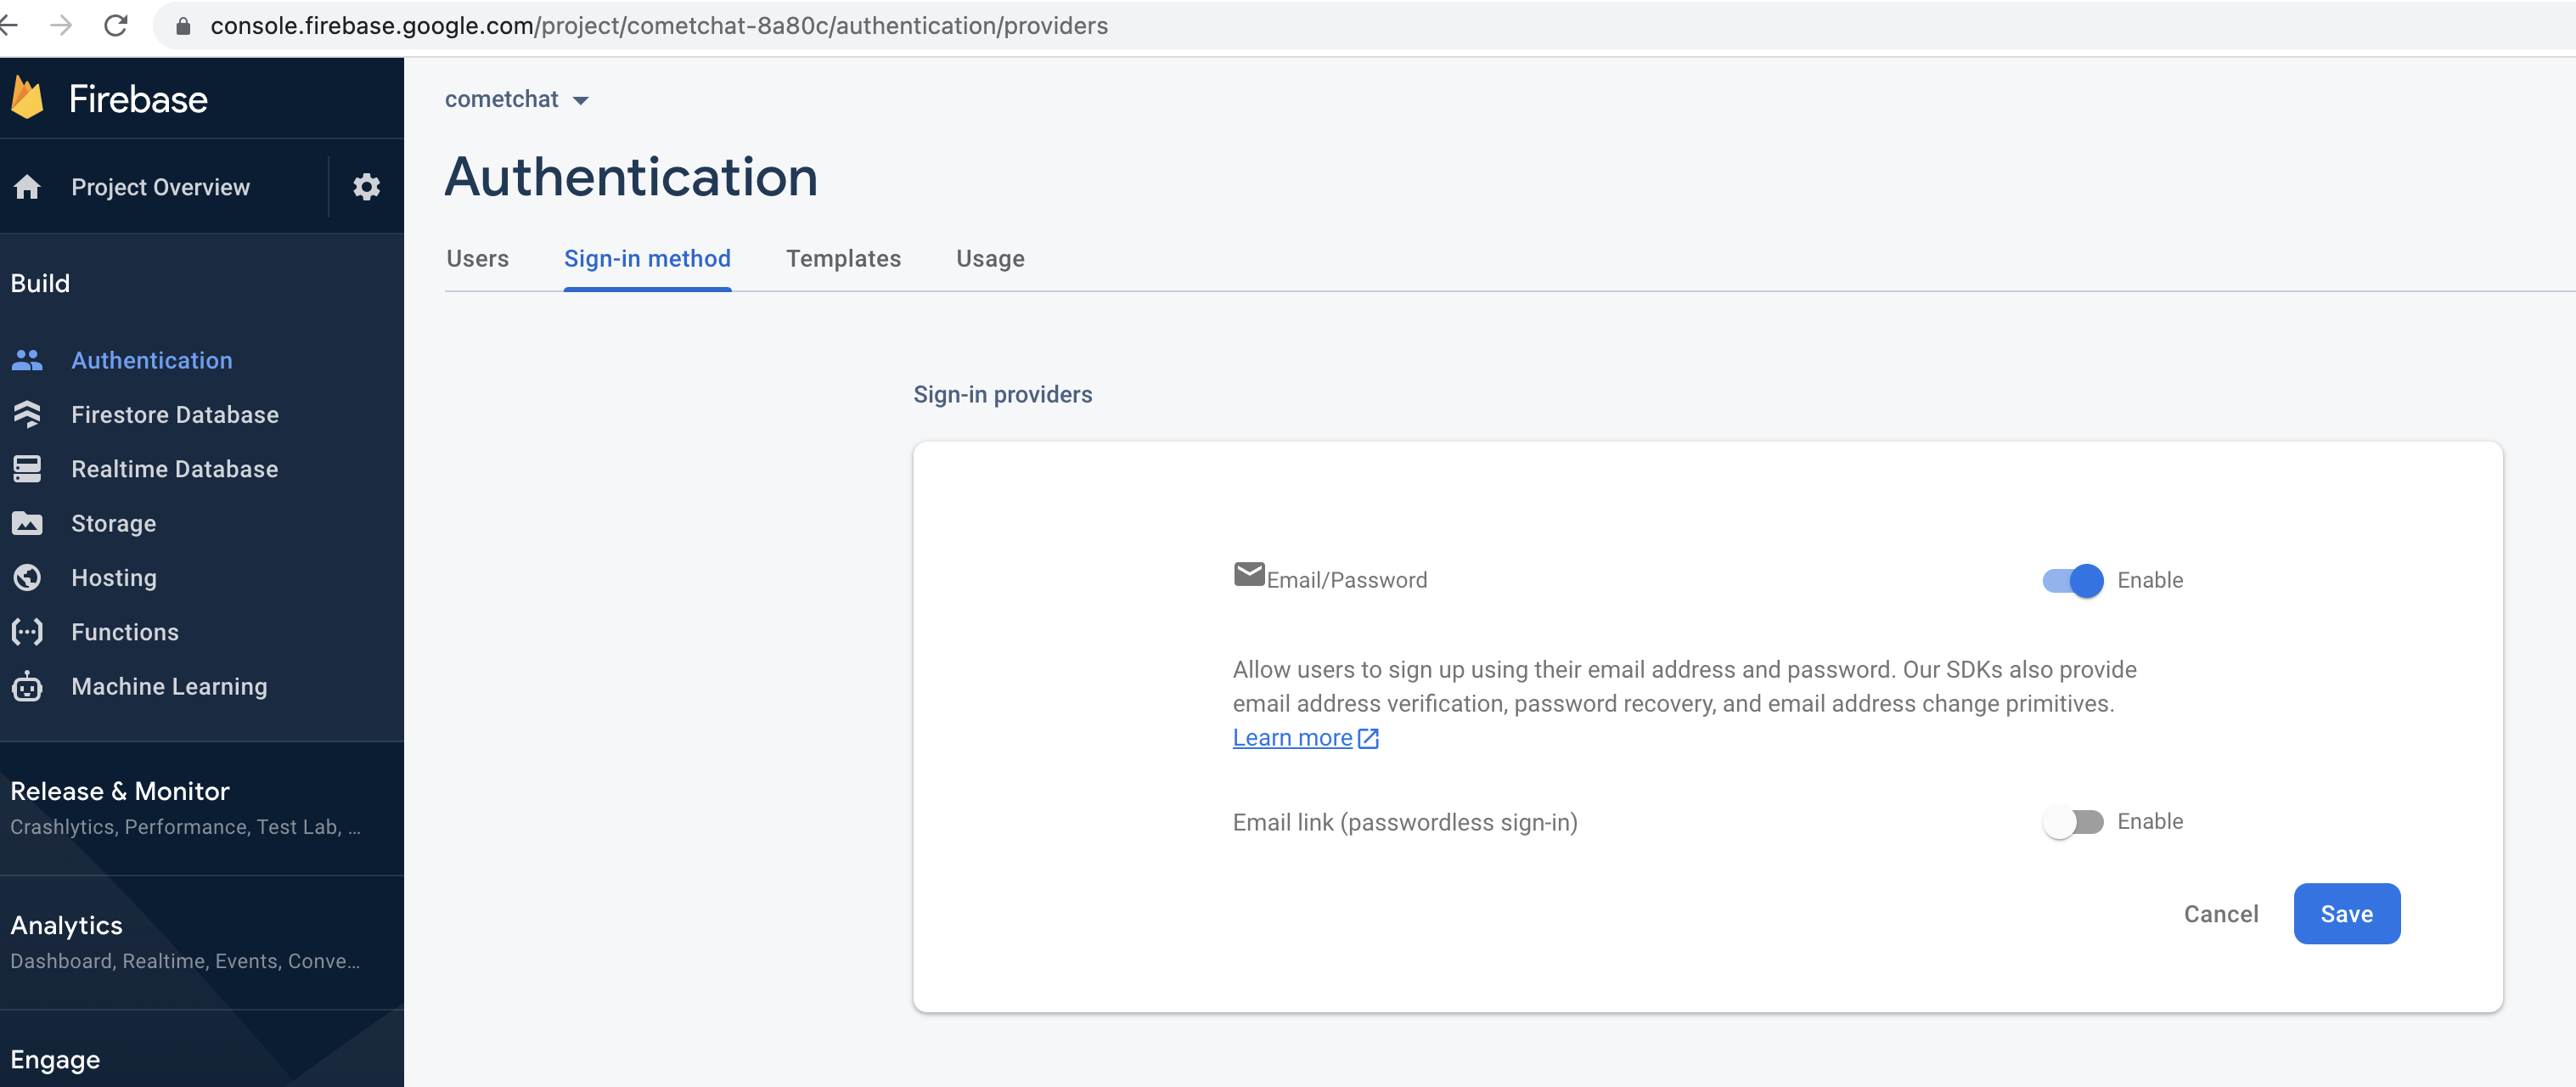 console.firebase.google.com/project/cometchat-8a80c/authentication/providers
Firebase
Project Overview
Build
Authentication
Firestore Database
Realtime Database
Storage
Hosting
Functions
Machine Learning
Release & Monitor
Crashlytics, Performance, Test Lab, ...
Analytics
Dashboard, Realtime, Events, Conve...
Engage
cometchat
Authentication
Users Sign-in method Templates Usage
Sign-in providers
Email/Password Enable
Allow users to sign up using their email address and password. Our SDKs also provide
email address verification, password recovery, and email address change primitives.
Learn more
Email link (passwordless sign-in) Enable
Cancel Save